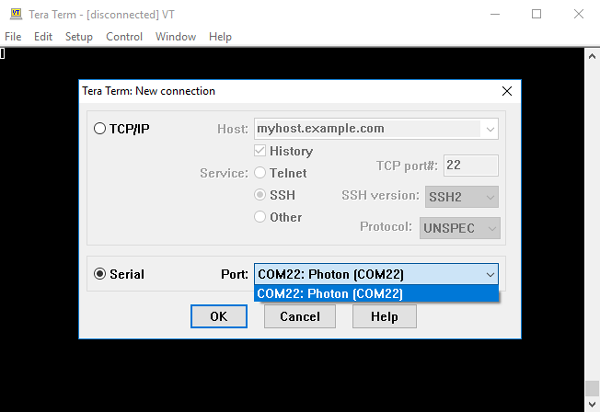 VT Tera Term - [disconnected] VT
File Edit Setup Control Window Help
Tera Term: New connection
TCP/IP Host: myhost.example.com
History
Service: Telnet TCP port#: 22
SSH SSH version: SSH2
Other Protocol: UNSPEC
Serial Port: COM22: Photon (COM22)
COM22: Photon (COM22)
OK Cancel Help